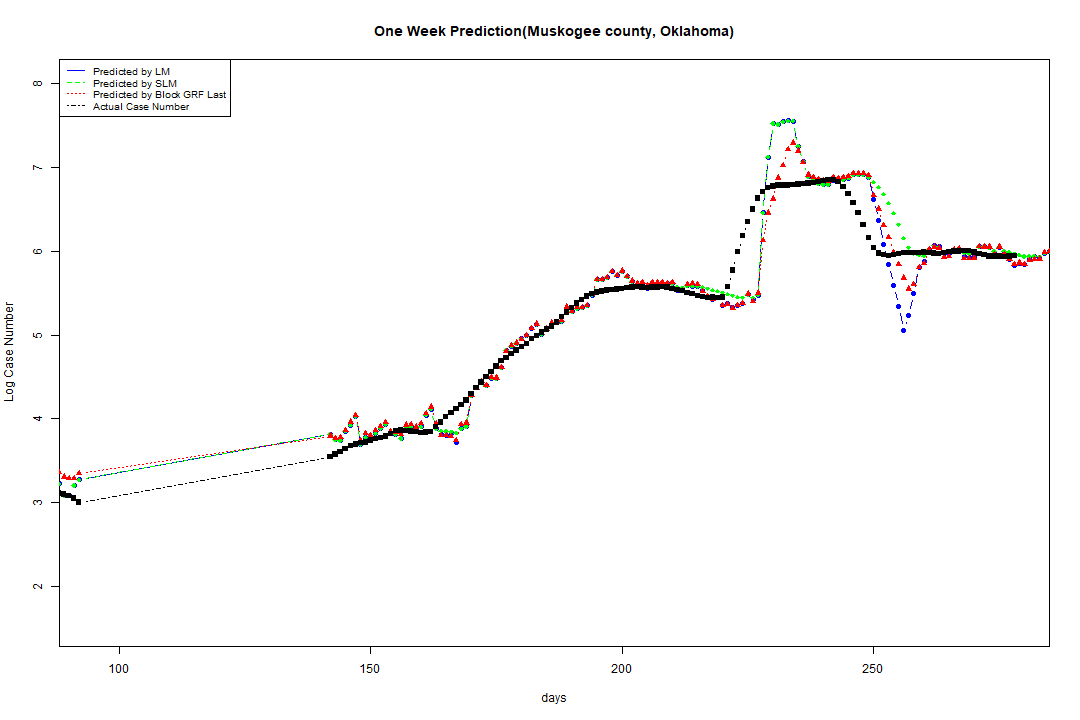 One Week Prediction(Muskogee county, Oklahoma)
Predicted by LM
Predicted by SLM
Predicted by Block GRF Last
Actual Case Number
8
7
6
5
4
3
2
Log Case Number
100 150 200 250
days